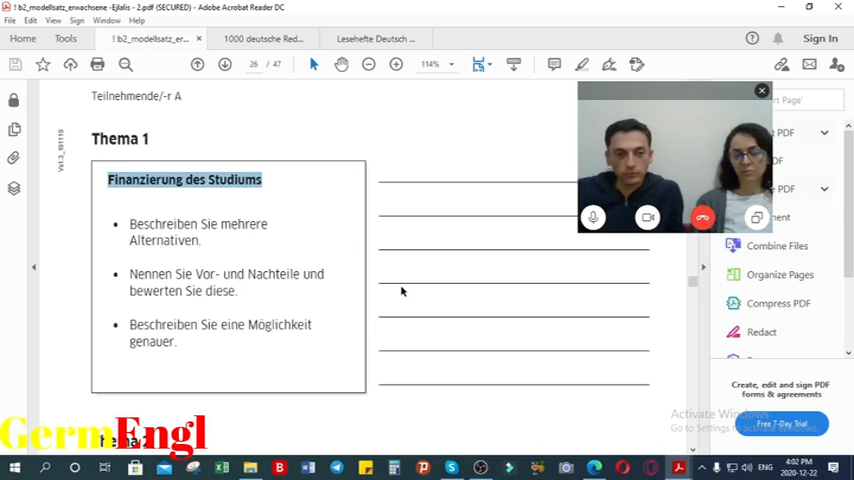 ! b2_modellsatz_erwachsene -Ejlalis - 2.pdf (SECURED) - Adobe Acrobat Reader DC
File Edit View Sign Window Help
Home Tools
! b2_modellsatz_er... ×
1000 deutsche Red...
Lesehefte Deutsch ...
Sign In
26 / 47
114%
Teilnehmende/-r A
Thema 1
Finanzierung des Studiums
• Beschreiben Sie mehrere
Alternativen.
• Nennen Sie Vor- und Nachteile und
bewerten Sie diese.
• Beschreiben Sie eine Möglichkeit
genauer.
Combine Files
Organize Pages
Compress PDF
Redact
Create, edit and sign PDF
forms & agreements
Free 7-Day Trial
Activate Windows
Go to Settings to activate Windows.
GermEngl
ENG
4:02 PM
2020-12-22